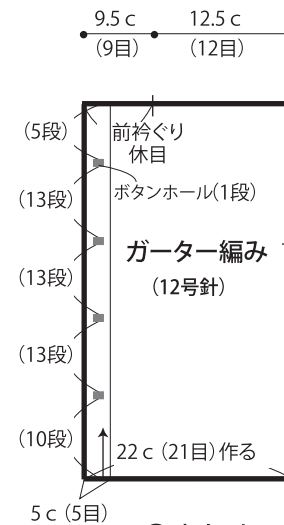 9.5 c 12.5 c
(9目) (12目)
(5段)
前衿ぐり
休目
ボタンホール(1段)
(13段)
ガーター編み
(13段)
(12号針)
(13段)
(10段)
22 c (21目) 作る
5 c (5目)